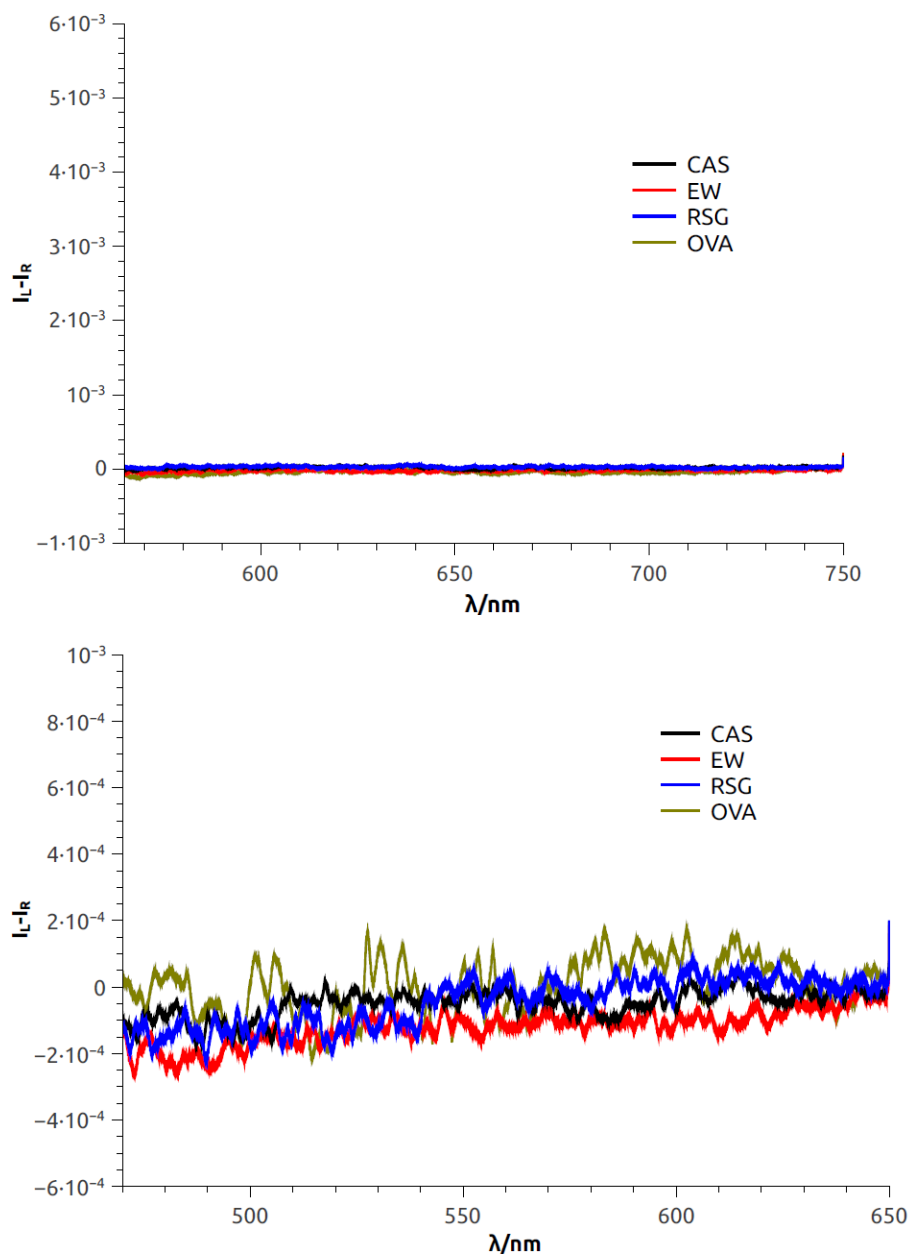 6·10⁻³
5·10⁻³
4·10⁻³
3·10⁻³
2·10⁻³
10⁻³
0
−1·10⁻³
I_L-I_R
CAS
EW
RSG
OVA
600 650 700 750
λ/nm
10⁻³
8·10⁻⁴
6·10⁻⁴
4·10⁻⁴
2·10⁻⁴
0
−2·10⁻⁴
−4·10⁻⁴
−6·10⁻⁴
I_L-I_R
CAS
EW
RSG
OVA
500 550 600 650
λ/nm